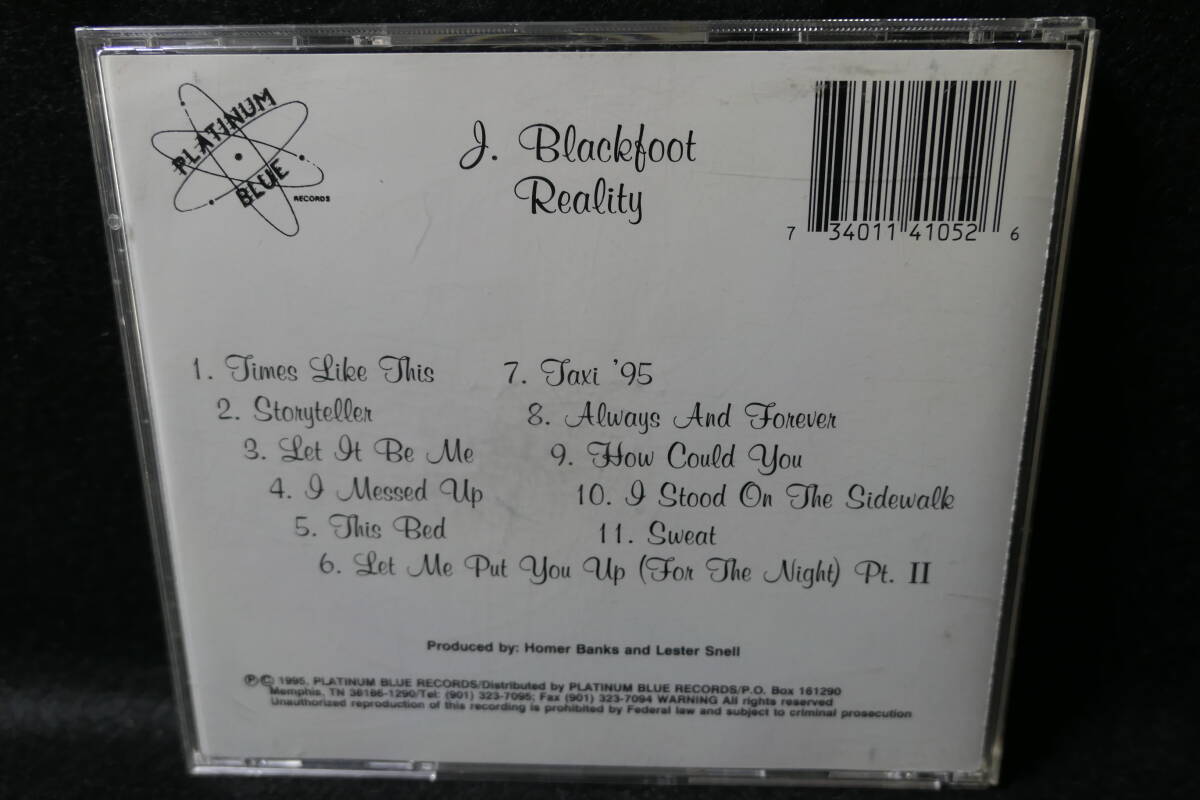 PLATINUM
BLUE
RECORDS
J. Blackfoot
Reality
7 34011 41052 6
1. Times Like This
2. Storyteller
3. Let It Be Me
4. I Messed Up
5. This Bed
6. Let Me Put You Up (For The Night) Pt. II
7. Taxi '95
8. Always And Forever
9. How Could You
10. I Stood On The Sidewalk
11. Sweat
Produced by: Homer Banks and Lester Snell
℗© 1995, PLATINUM BLUE RECORDS/Distributed by PLATINUM BLUE RECORDS/P.O. Box 161290
Memphis, TN 38186-1290/Tel: (901) 323-7095; Fax (901) 323-7094 WARNING All rights reserved
Unauthorized reproduction of this recording is prohibited by Federal law and subject to criminal prosecution